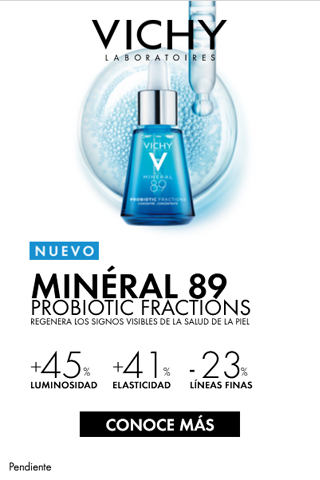 VICHY
LABORATOIRES
VICHY
MINÉRAL
89
PROBIOTIC FRACTIONS
NUEVO
MINÉRAL 89
PROBIOTIC FRACTIONS
REGENERA LOS SIGNOS VISIBLES DE LA SALUD DE LA PIEL
+45% +41% -23%
LUMINOSIDAD ELASTICIDAD LÍNEAS FINAS
CONOCE MÁS
Pendiente